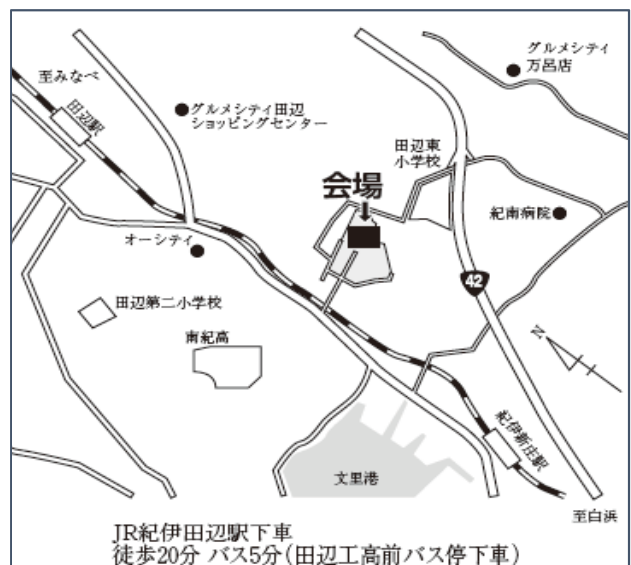 グルメシティ
万呂店
至みなべ
田辺駅
グルメシティ田辺
ショッピングセンター
田辺東
小学校
会場
紀南病院
オーシティ
42
田辺第二小学校
南紀高
N
紀伊新庄駅
文里港
至白浜
JR紀伊田辺駅下車
徒歩20分 バス5分(田辺工高前バス停下車)